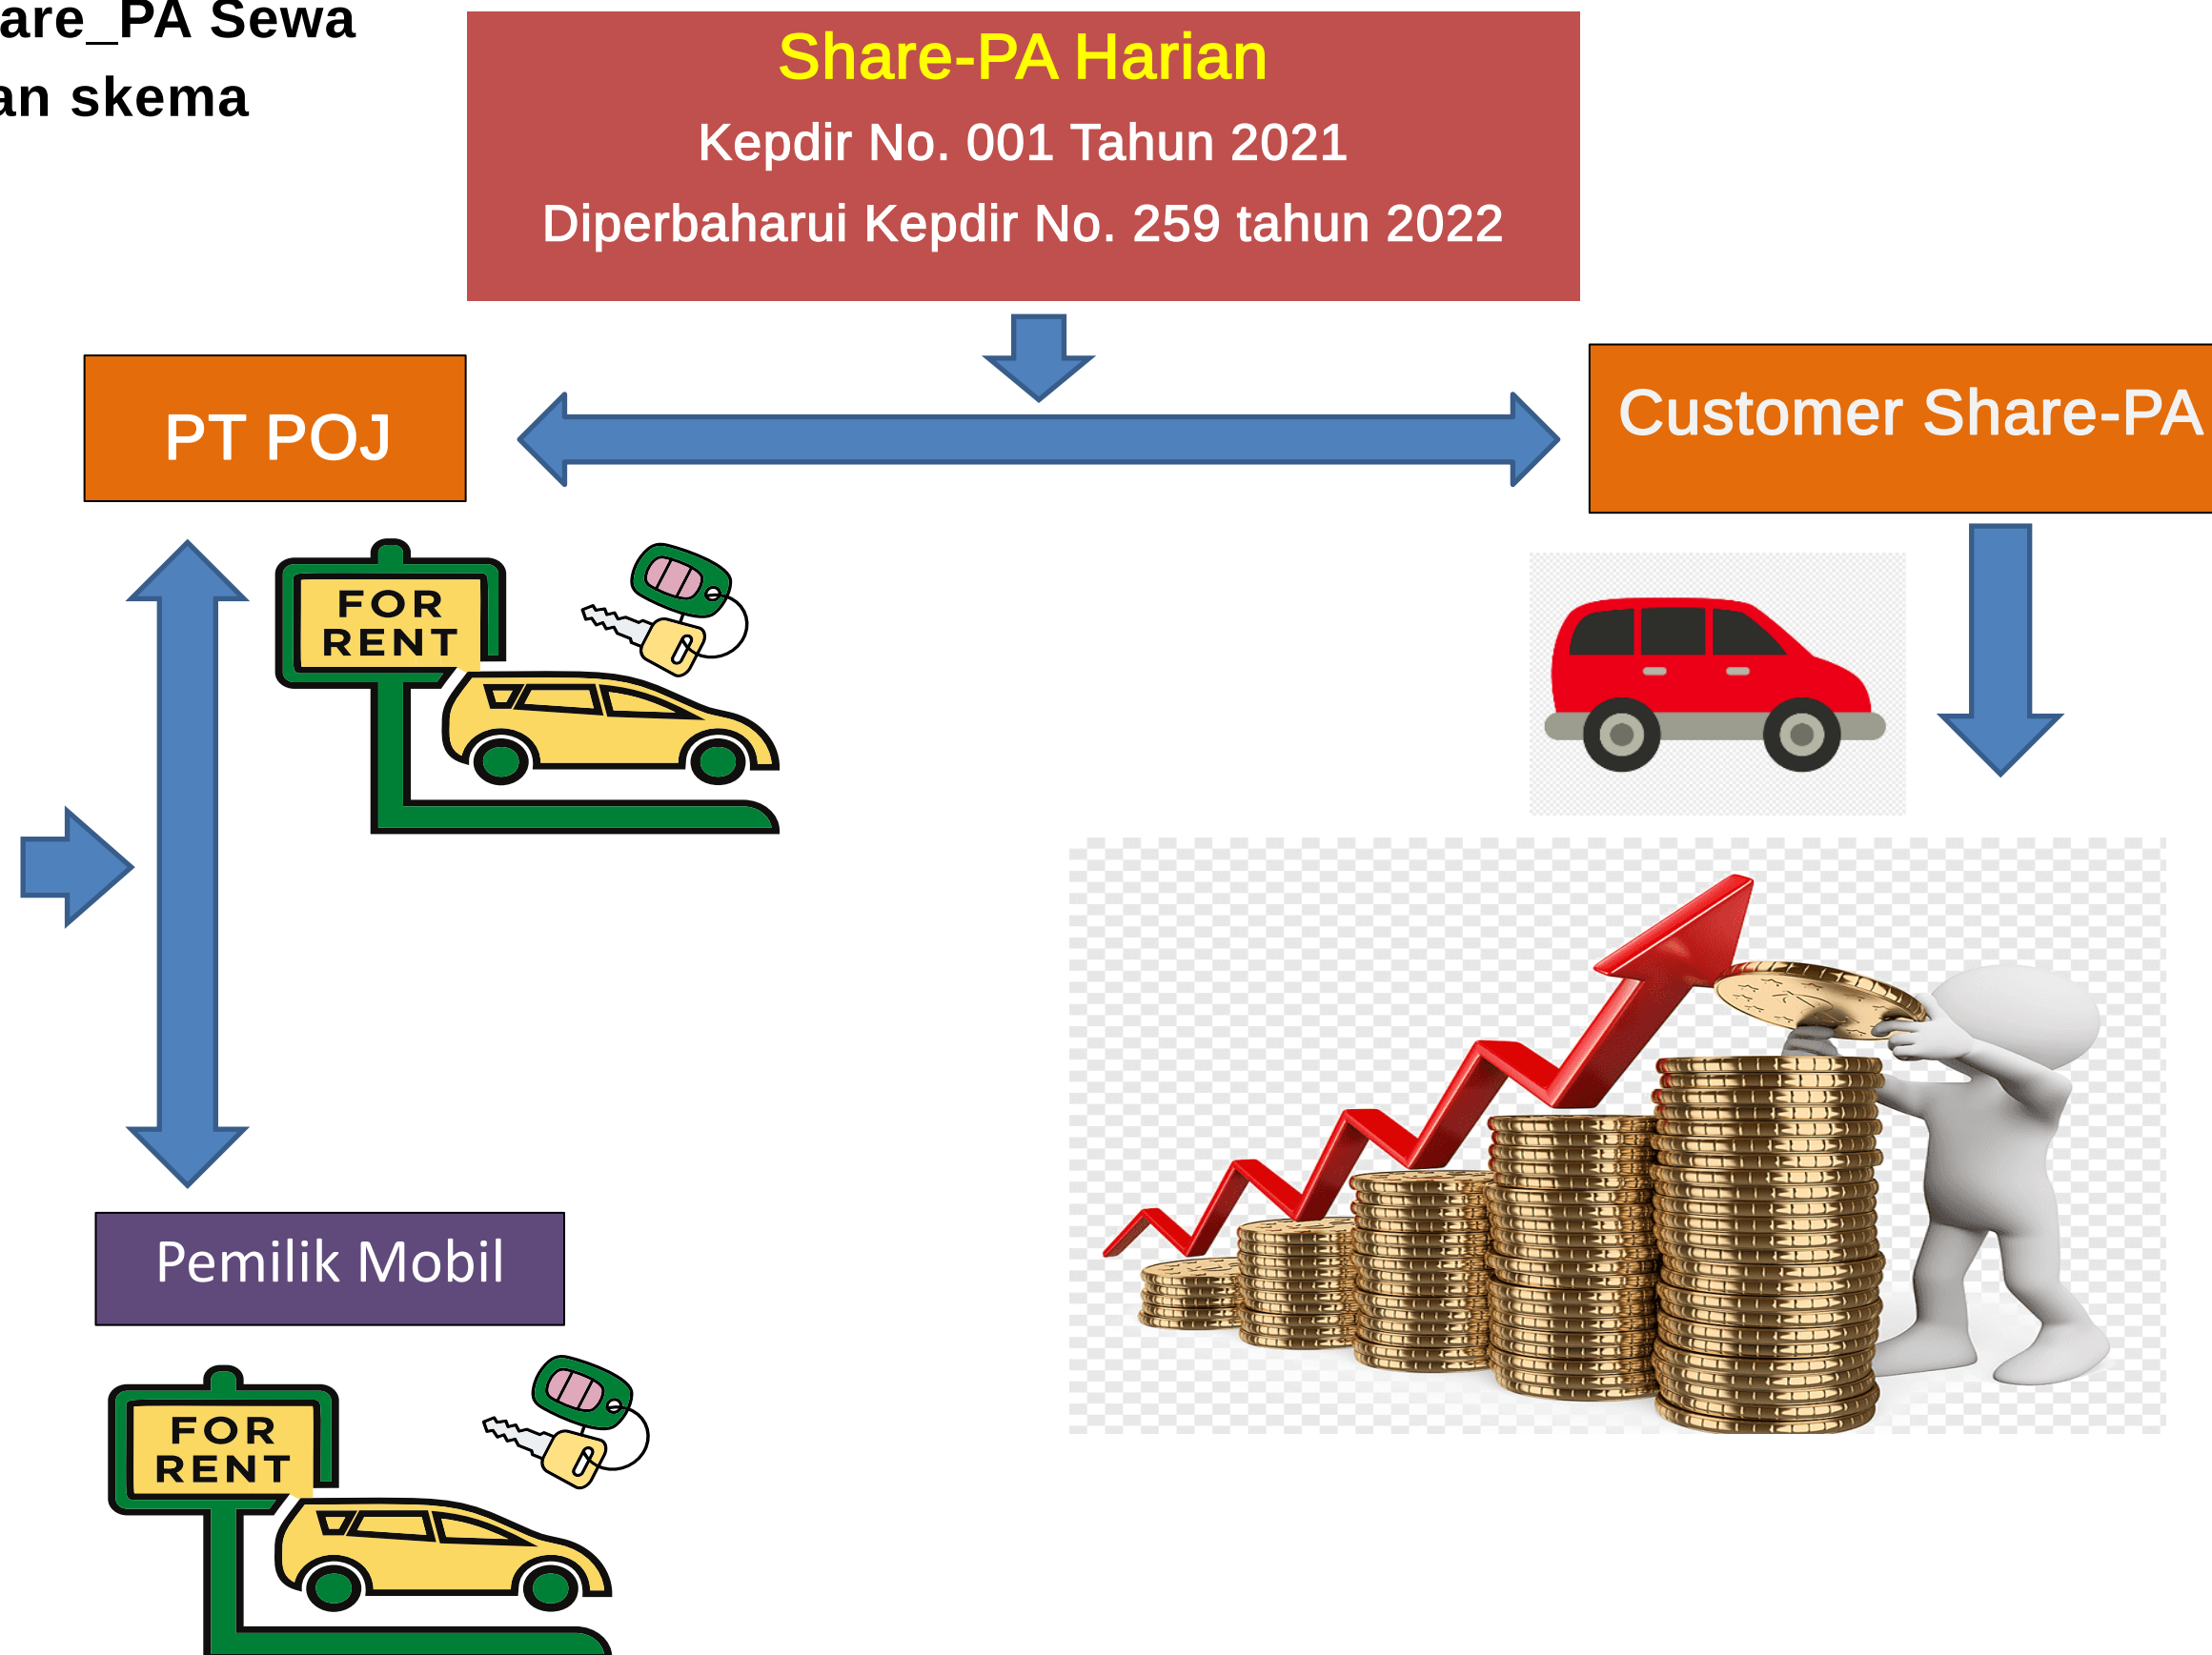 are_PA Sewa
an skema
Share-PA Harian
Kepdir No. 001 Tahun 2021
Diperbaharui Kepdir No. 259 tahun 2022
PT POJ
Customer Share-PA
FOR
RENT
Pemilik Mobil
FOR
RENT